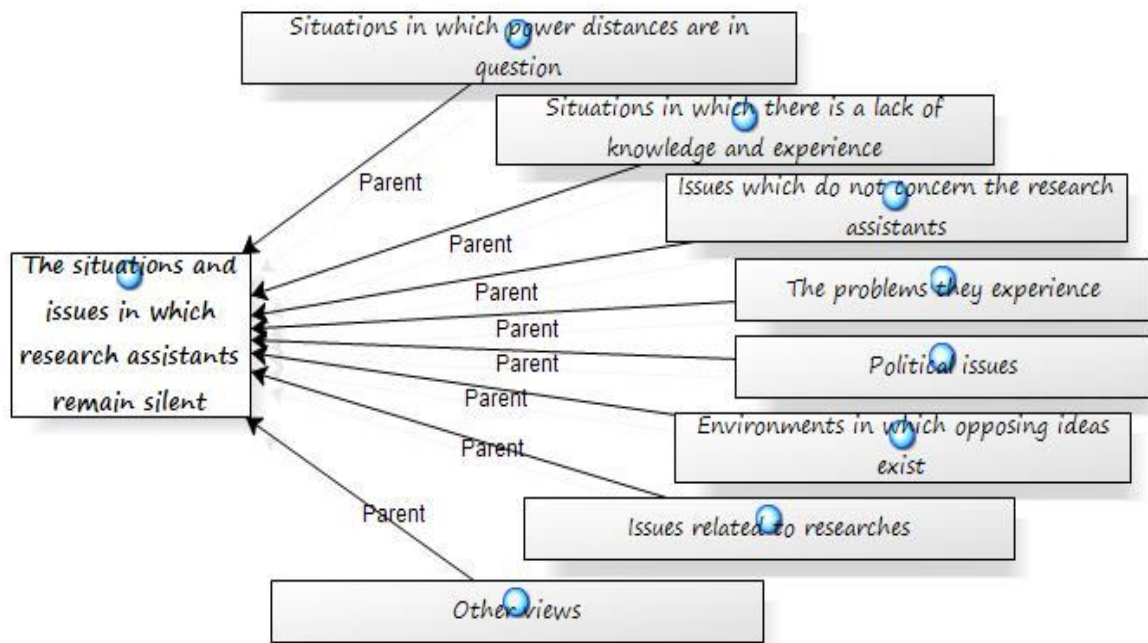 Situations in which power distances are in
question
Situations in which there is a lack of
knowledge and experience
Parent
Issues which do not concern the research
assistants
Parent
The situations and
issues in which
research assistants
remain silent
Parent
The problems they experience
Parent
Parent
Political issues
Parent
Environments in which opposing ideas
exist
Parent
Issues related to researches
Parent
Other views